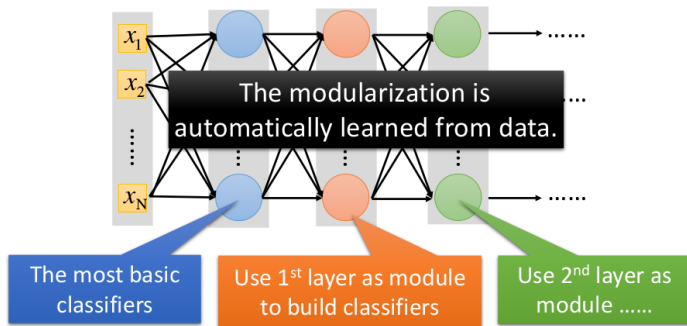 x1
……
x2
The modularization is
……
automatically learned from data.
……
……
xN
……
The most basic
classifiers
Use 1st layer as module
to build classifiers
Use 2nd layer as
module ……